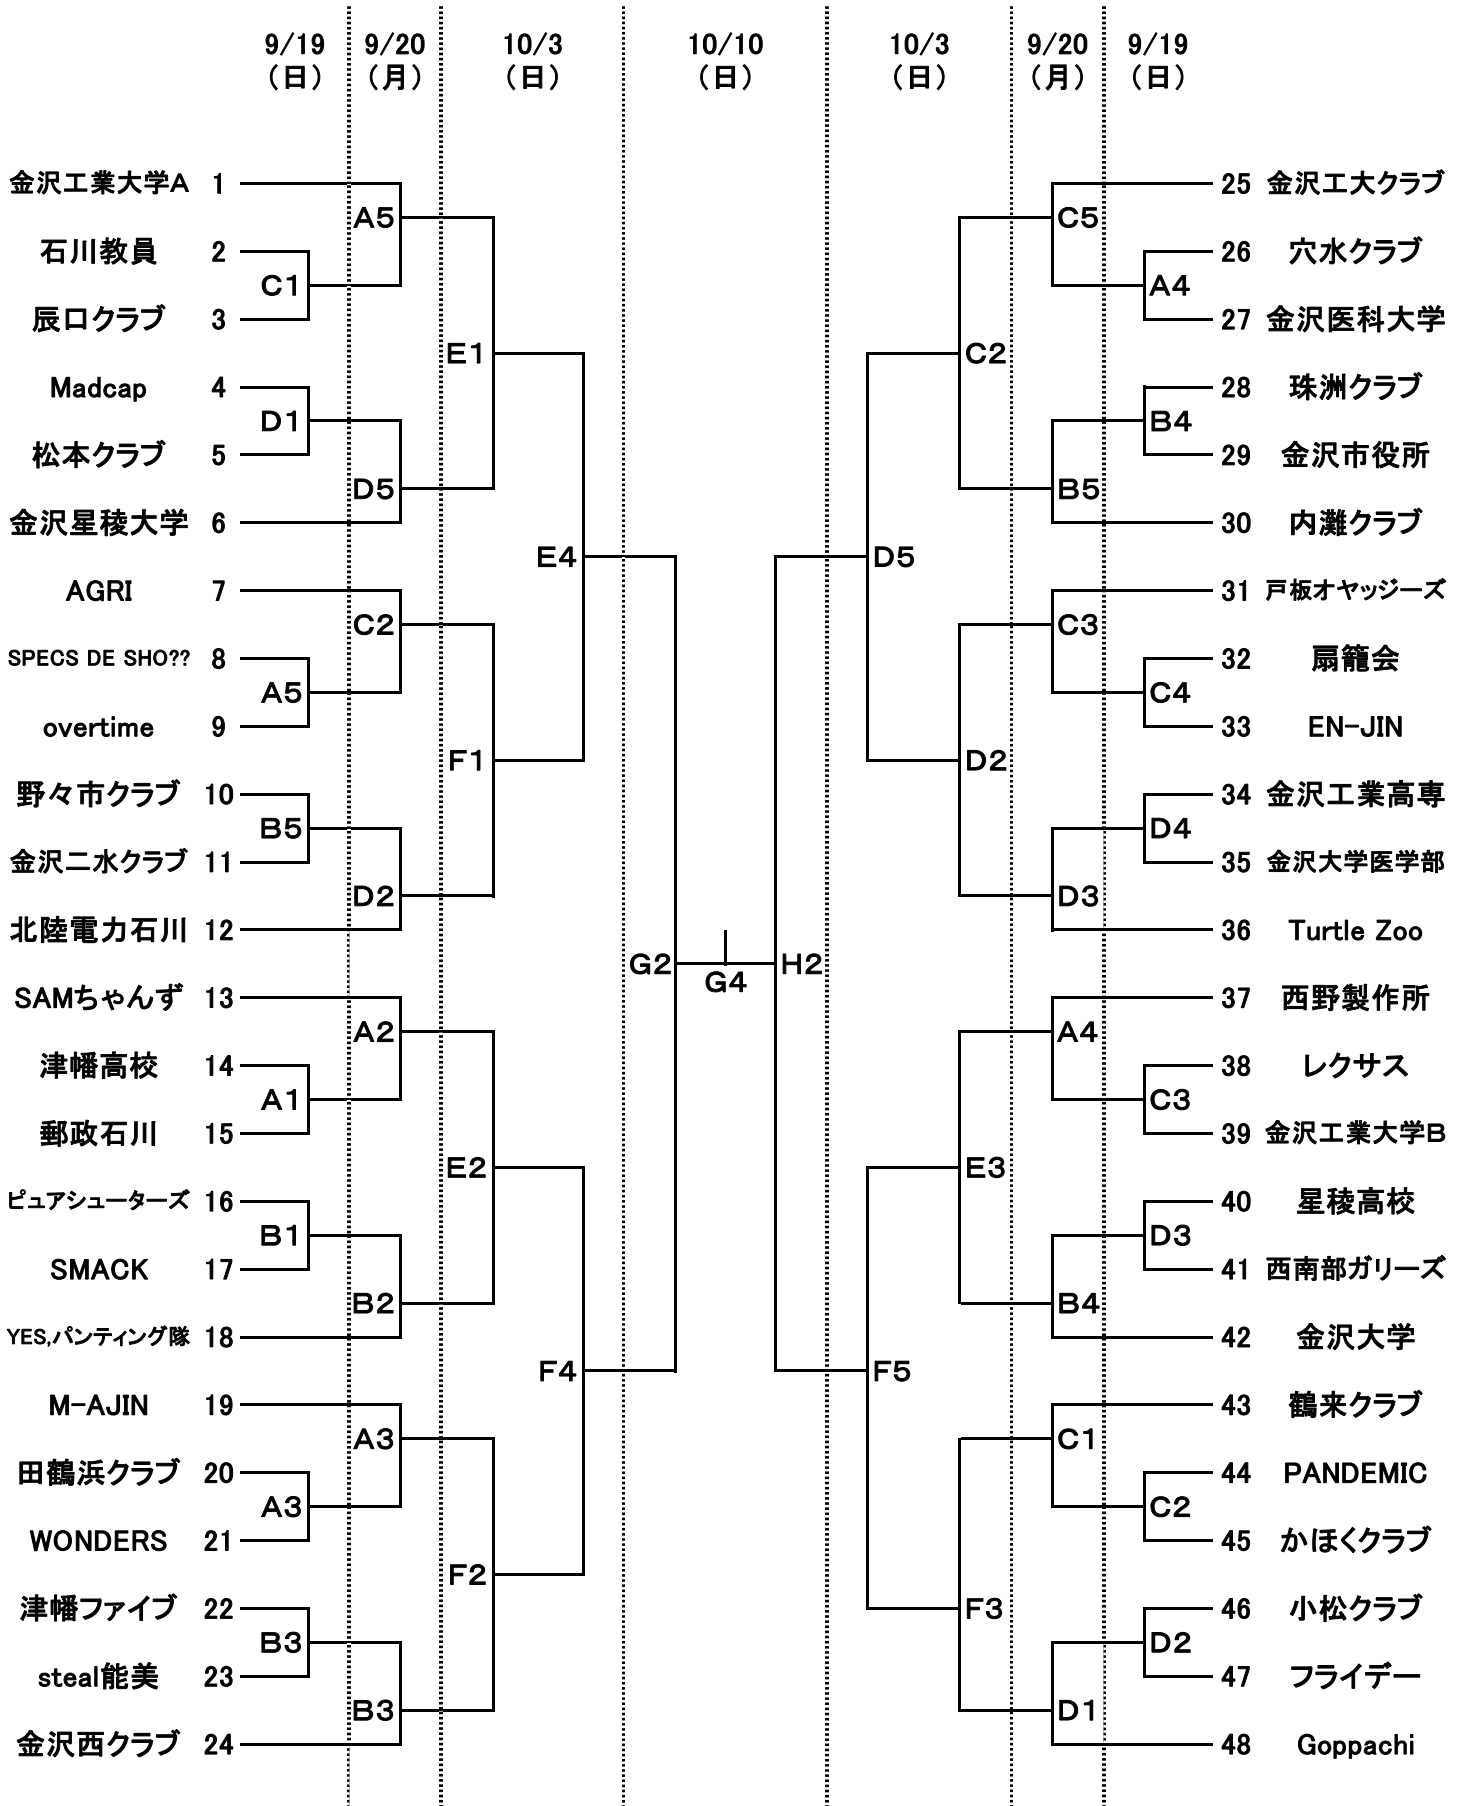 9/19 9/20 10/3 10/10 10/3 9/20 9/19
（日） （月） （日） （日） （日） （月） （日）
金沢工業大学A 1 25 金沢工大クラブ
A5 C5
石川教員 2 26 穴水クラブ
C1 A4
辰口クラブ 3 27 金沢医科大学
E1 C2
Madcap 4 28 珠洲クラブ
D1 B4
松本クラブ 5 29 金沢市役所
D5 B5
金沢星稜大学 6 30 内灘クラブ
E4 D5
AGRI 7 31 戸板オヤッジーズ
C2 C3
SPECS DE SHO?? 8 32 扇籠会
A5 C4
overtime 9 33 EN-JIN
F1 D2
野々市クラブ 10 34 金沢工業高専
B5 D4
金沢二水クラブ 11 35 金沢大学医学部
D2 D3
北陸電力石川 12 36 Turtle Zoo
G2 H2
G4
SAMちゃんず 13 37 西野製作所
A2 A4
津幡高校 14 38 レクサス
A1 C3
郵政石川 15 39 金沢工業大学B
E2 E3
ピュアシューターズ 16 40 星稜高校
B1 D3
SMACK 17 41 西南部ガリーズ
B2 B4
YES,パンティング隊 18 42 金沢大学
F4 F5
M-AJIN 19 43 鶴来クラブ
A3 C1
田鶴浜クラブ 20 44 PANDEMIC
A3 C2
WONDERS 21 45 かほくクラブ
F2 F3
津幡ファイブ 22 46 小松クラブ
B3 D2
steal能美 23 47 フライデー
B3 D1
金沢西クラブ 24 48 Goppachi